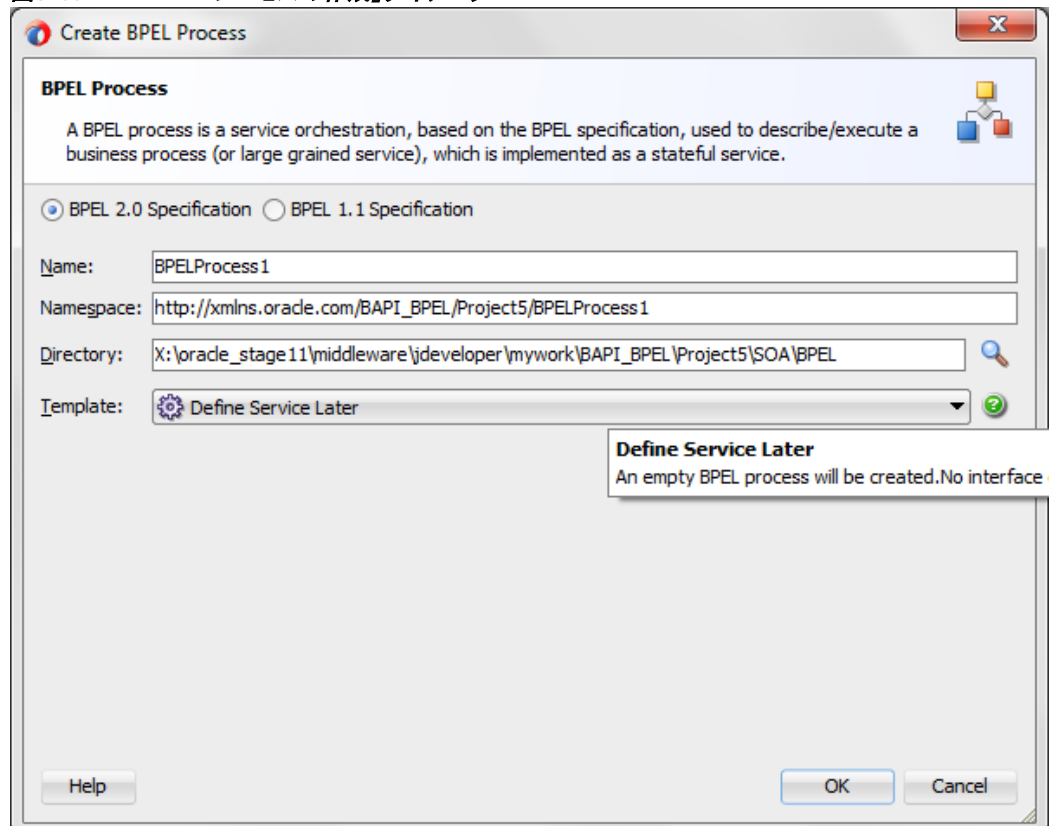 Create BPEL Process
BPEL Process
A BPEL process is a service orchestration, based on the BPEL specification, used to describe/execute a
business process (or large grained service), which is implemented as a stateful service.
BPEL 2.0 Specification BPEL 1.1 Specification
Name: BPELProcess1
Namespace: http://xmlns.oracle.com/BAPI_BPEL/Project5/BPELProcess1
Directory: X:\oracle_stage11\middleware\jdeveloper\mywork\BAPI_BPEL\Project5\SOA\BPEL
Template: Define Service Later
Define Service Later
An empty BPEL process will be created.No interface
Help OK Cancel